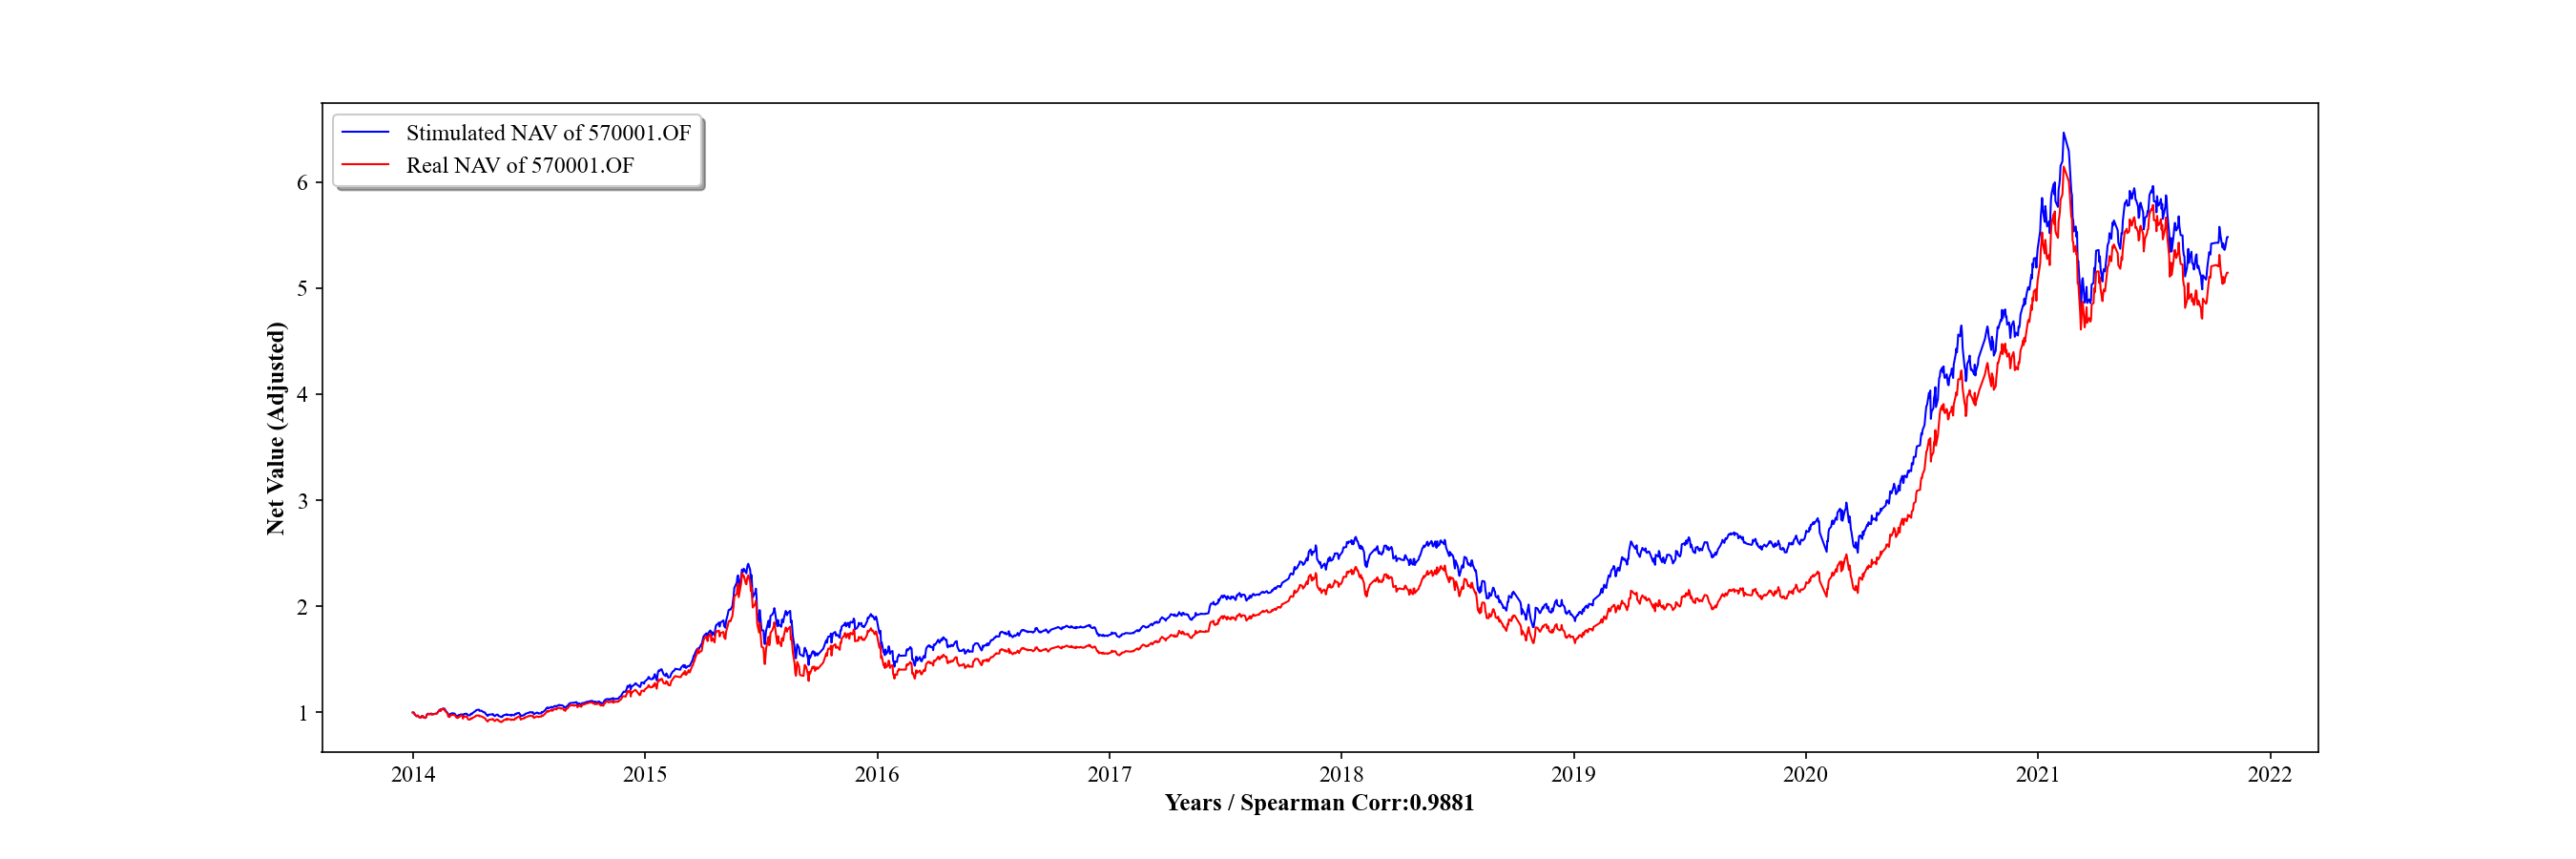 Stimulated NAV of 570001.OF
Real NAV of 570001.OF
Net Value (Adjusted)
6
5
4
3
2
1
2014 2015 2016 2017 2018 2019 2020 2021 2022
Years / Spearman Corr:0.9881